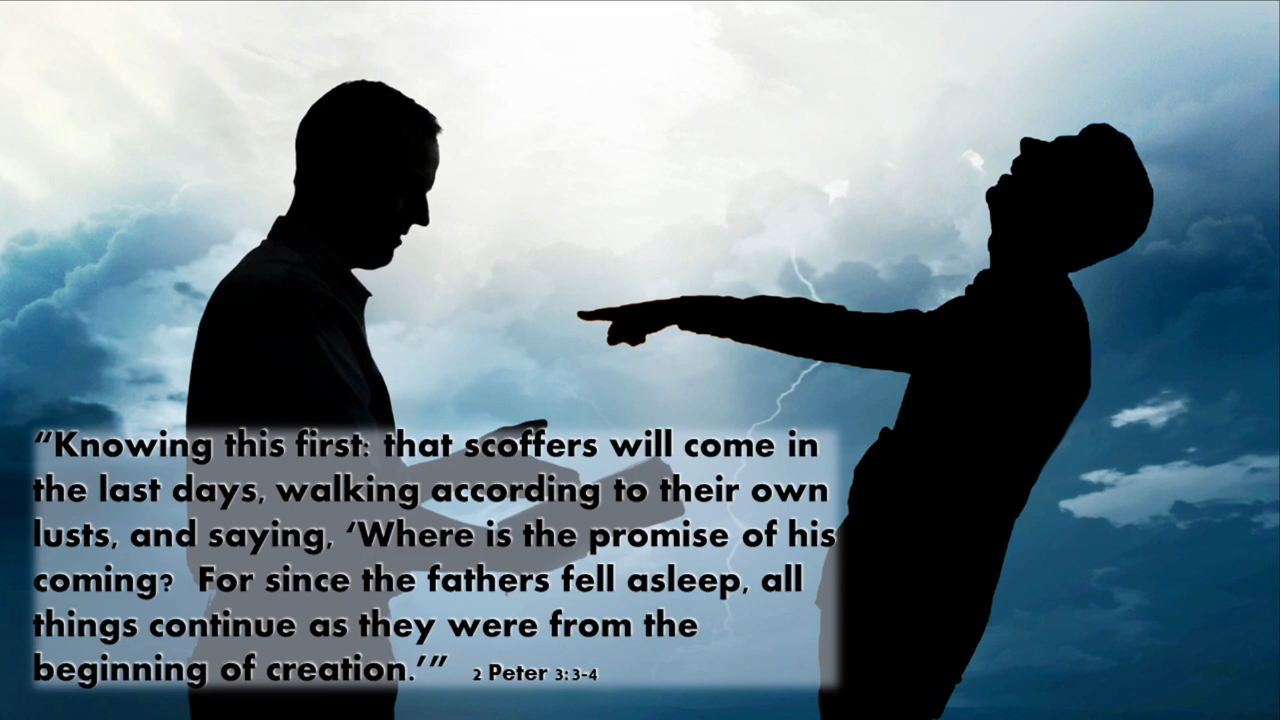 “Knowing this first: that scoffers will come in
the last days, walking according to their own
lusts, and saying, ‘Where is the promise of his
coming?  For since the fathers fell asleep, all
things continue as they were from the
beginning of creation.’”   2 Peter 3:3-4